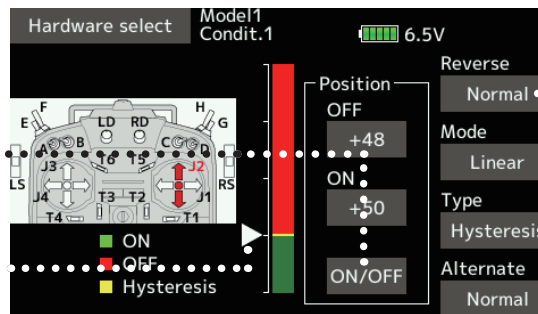 Hardware select
Model1
Condit.1
6.5V
Reverse
Normal
Mode
Linear
Type
Hysteresis
Alternate
Normal
Position
OFF
+48
ON
+50
ON/OFF
F
E
A
B
LD
RD
H
G
C
D
J3
T6
T5
J2
LS
RS
J4
T3
T2
J1
T4
T1
ON
OFF
Hysteresis